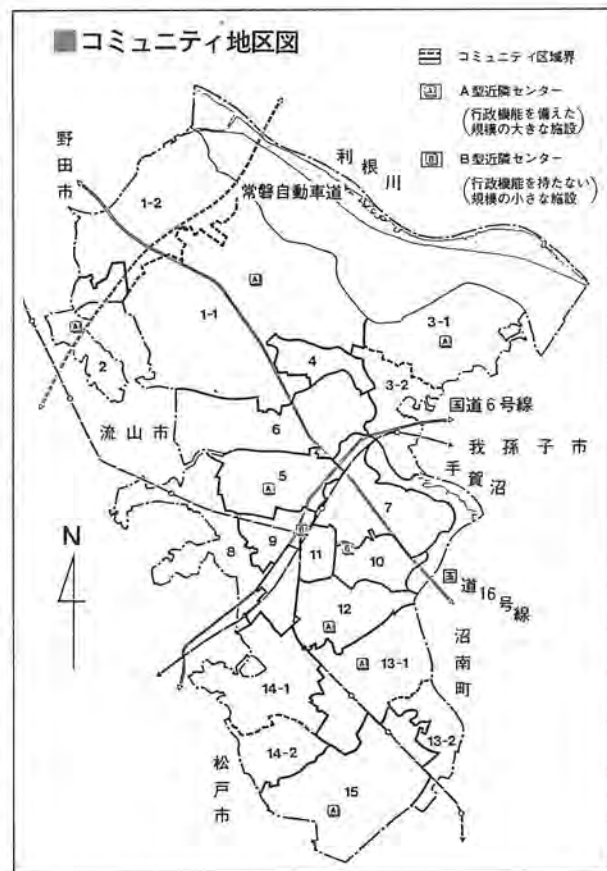 ■コミュニティ地区図
コミュニティ区域界
A A型近隣センター
(行政機能を備えた
規模の大きな施設)
B B型近隣センター
(行政機能を持たない
規模の小さな施設)
野田市
利根川
常磐自動車道
1-2
A
1-1
3-1
A
A
2
4
3-2
国道6号線
流山市
6
我孫子市
手賀沼
5
A
7
N
8
9
B
11
B
10
国道16号線
12
A
沼南町
A
13-1
14-1
13-2
14-2
松戸市
15
A